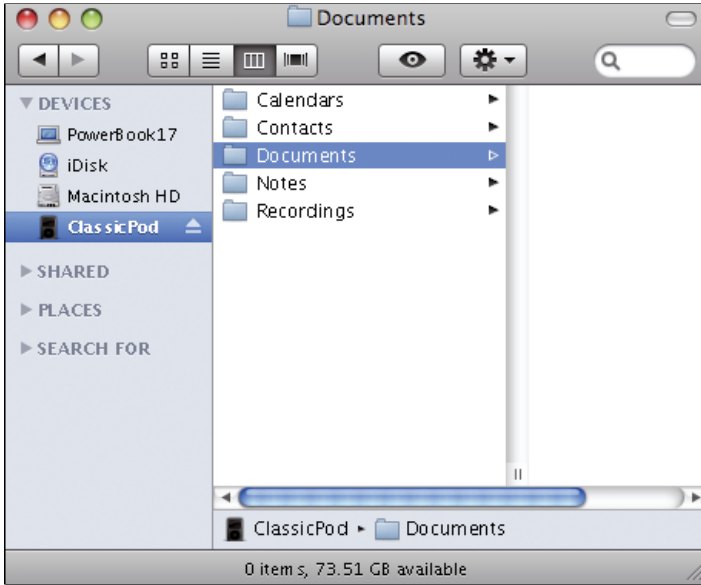 Documents
DEVICES
PowerBook17
iDisk
Macintosh HD
ClassicPod
SHARED
PLACES
SEARCH FOR
Calendars
Contacts
Documents
Notes
Recordings
ClassicPod ▸ Documents
0 items, 73.51 GB available